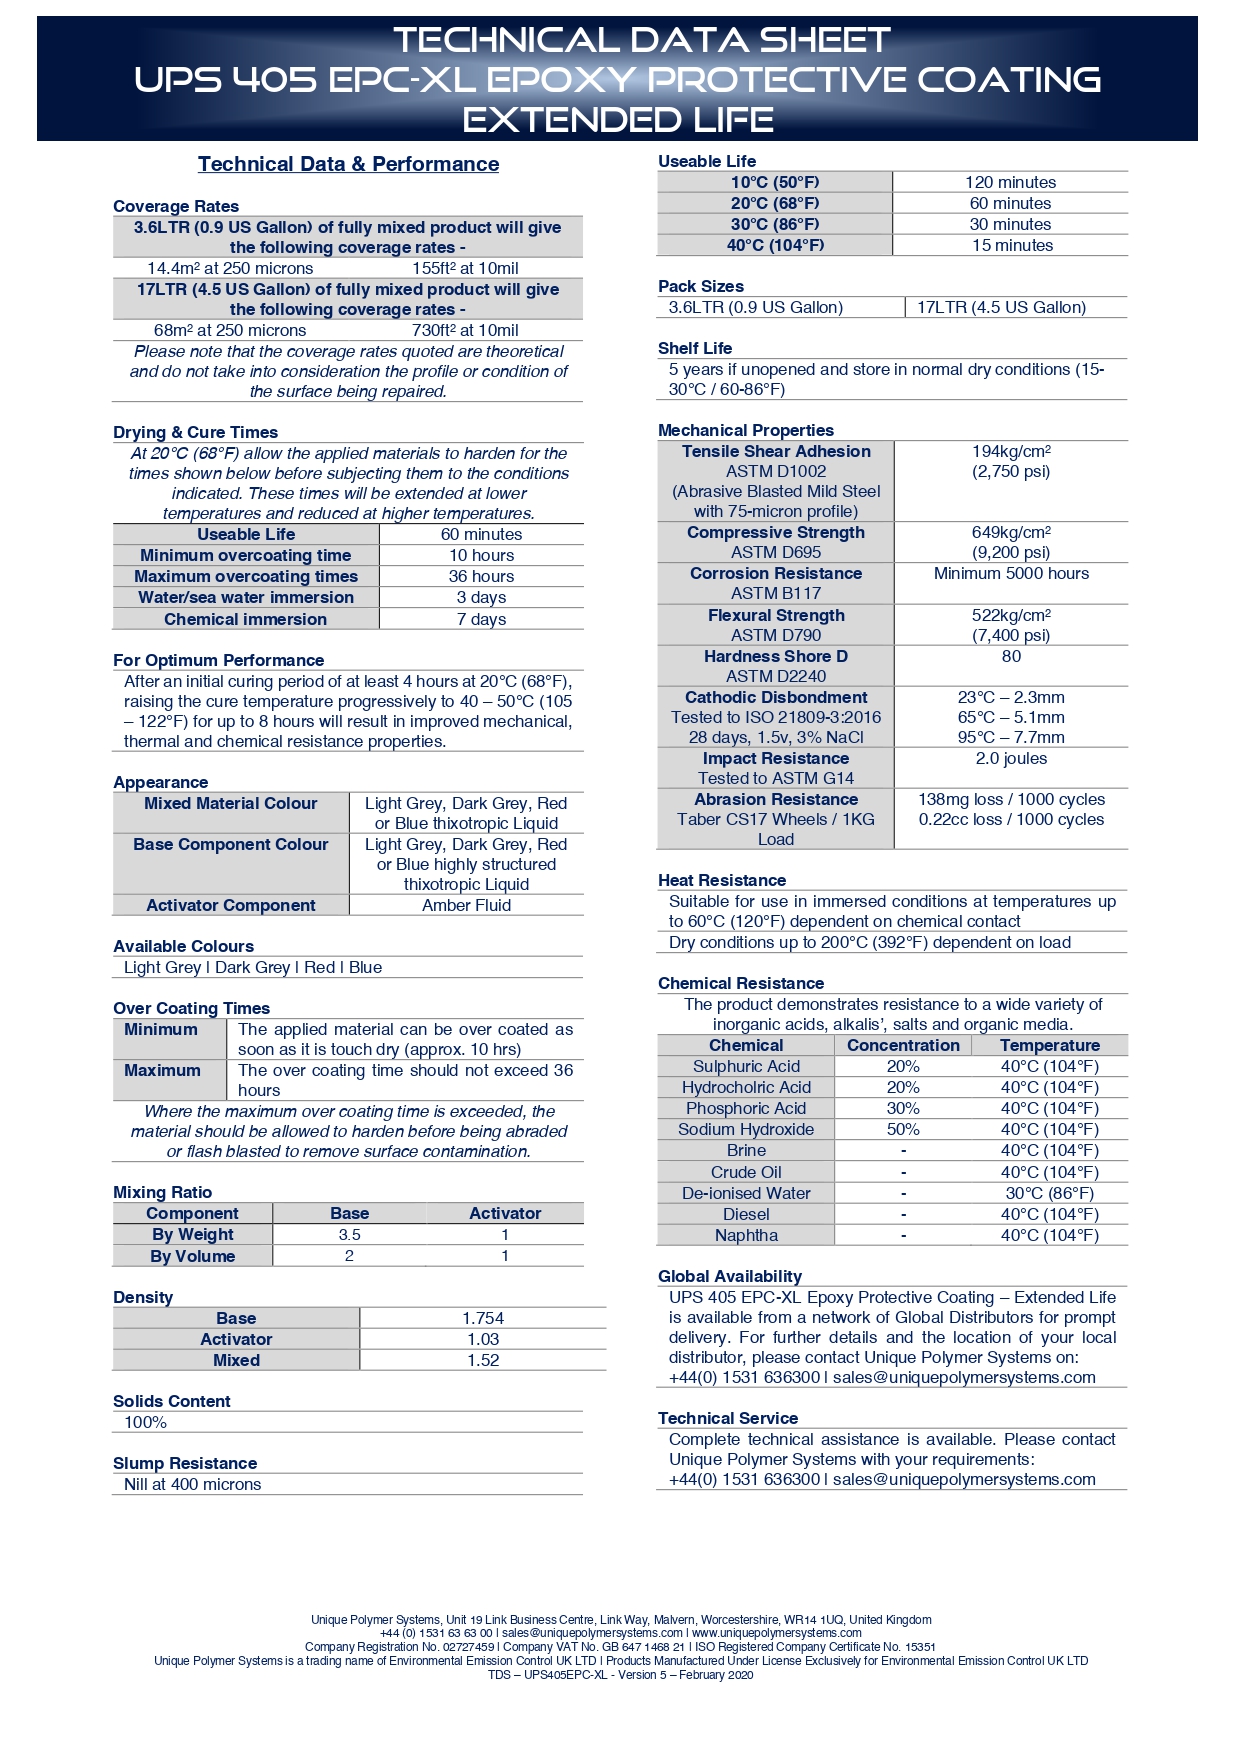 TECHNICAL DATA SHEET
UPS 405 EPC-XL EPOXY PROTECTIVE COATING
EXTENDED LIFE
Technical Data & Performance
Coverage Rates
3.6LTR (0.9 US Gallon) of fully mixed product will give
the following coverage rates -
14.4m² at 250 microns 155ft² at 10mil
17LTR (4.5 US Gallon) of fully mixed product will give
the following coverage rates -
68m² at 250 microns 730ft² at 10mil
Please note that the coverage rates quoted are theoretical
and do not take into consideration the profile or condition of
the surface being repaired.
Drying & Cure Times
At 20°C (68°F) allow the applied materials to harden for the
times shown below before subjecting them to the conditions
indicated. These times will be extended at lower
temperatures and reduced at higher temperatures.
Useable Life 60 minutes
Minimum overcoating time 10 hours
Maximum overcoating times 36 hours
Water/sea water immersion 3 days
Chemical immersion 7 days
For Optimum Performance
After an initial curing period of at least 4 hours at 20°C (68°F),
raising the cure temperature progressively to 40 – 50°C (105
– 122°F) for up to 8 hours will result in improved mechanical,
thermal and chemical resistance properties.
Appearance
Mixed Material Colour Light Grey, Dark Grey, Red
or Blue thixotropic Liquid
Base Component Colour Light Grey, Dark Grey, Red
or Blue highly structured
thixotropic Liquid
Activator Component Amber Fluid
Available Colours
Light Grey | Dark Grey | Red | Blue
Over Coating Times
Minimum The applied material can be over coated as
soon as it is touch dry (approx. 10 hrs)
Maximum The over coating time should not exceed 36
hours
Where the maximum over coating time is exceeded, the
material should be allowed to harden before being abraded
or flash blasted to remove surface contamination.
Mixing Ratio
Component Base Activator
By Weight 3.5 1
By Volume 2 1
Density
Base 1.754
Activator 1.03
Mixed 1.52
Solids Content
100%
Slump Resistance
Nill at 400 microns
Useable Life
10°C (50°F) 120 minutes
20°C (68°F) 60 minutes
30°C (86°F) 30 minutes
40°C (104°F) 15 minutes
Pack Sizes
3.6LTR (0.9 US Gallon) 17LTR (4.5 US Gallon)
Shelf Life
5 years if unopened and store in normal dry conditions (15-
30°C / 60-86°F)
Mechanical Properties
Tensile Shear Adhesion 194kg/cm²
ASTM D1002 (2,750 psi)
(Abrasive Blasted Mild Steel
with 75-micron profile)
Compressive Strength 649kg/cm²
ASTM D695 (9,200 psi)
Corrosion Resistance Minimum 5000 hours
ASTM B117
Flexural Strength 522kg/cm²
ASTM D790 (7,400 psi)
Hardness Shore D 80
ASTM D2240
Cathodic Disbondment 23°C – 2.3mm
Tested to ISO 21809-3:2016 65°C – 5.1mm
28 days, 1.5v, 3% NaCl 95°C – 7.7mm
Impact Resistance 2.0 joules
Tested to ASTM G14
Abrasion Resistance 138mg loss / 1000 cycles
Taber CS17 Wheels / 1KG 0.22cc loss / 1000 cycles
Load
Heat Resistance
Suitable for use in immersed conditions at temperatures up
to 60°C (120°F) dependent on chemical contact
Dry conditions up to 200°C (392°F) dependent on load
Chemical Resistance
The product demonstrates resistance to a wide variety of
inorganic acids, alkalis’, salts and organic media.
Chemical Concentration Temperature
Sulphuric Acid 20% 40°C (104°F)
Hydrocholric Acid 20% 40°C (104°F)
Phosphoric Acid 30% 40°C (104°F)
Sodium Hydroxide 50% 40°C (104°F)
Brine - 40°C (104°F)
Crude Oil - 40°C (104°F)
De-ionised Water - 30°C (86°F)
Diesel - 40°C (104°F)
Naphtha - 40°C (104°F)
Global Availability
UPS 405 EPC-XL Epoxy Protective Coating – Extended Life
is available from a network of Global Distributors for prompt
delivery. For further details and the location of your local
distributor, please contact Unique Polymer Systems on:
+44(0) 1531 636300 | sales@uniquepolymersystems.com
Technical Service
Complete technical assistance is available. Please contact
Unique Polymer Systems with your requirements:
+44(0) 1531 636300 | sales@uniquepolymersystems.com
Unique Polymer Systems, Unit 19 Link Business Centre, Link Way, Malvern, Worcestershire, WR14 1UQ, United Kingdom
+44 (0) 1531 63 63 00 | sales@uniquepolymersystems.com | www.uniquepolymersystems.com
Company Registration No. 02727459 | Company VAT No. GB 647 1468 21 | ISO Registered Company Certificate No. 15351
Unique Polymer Systems is a trading name of Environmental Emission Control UK LTD | Products Manufactured Under License Exclusively for Environmental Emission Control UK LTD
TDS – UPS405EPC-XL - Version 5 – February 2020